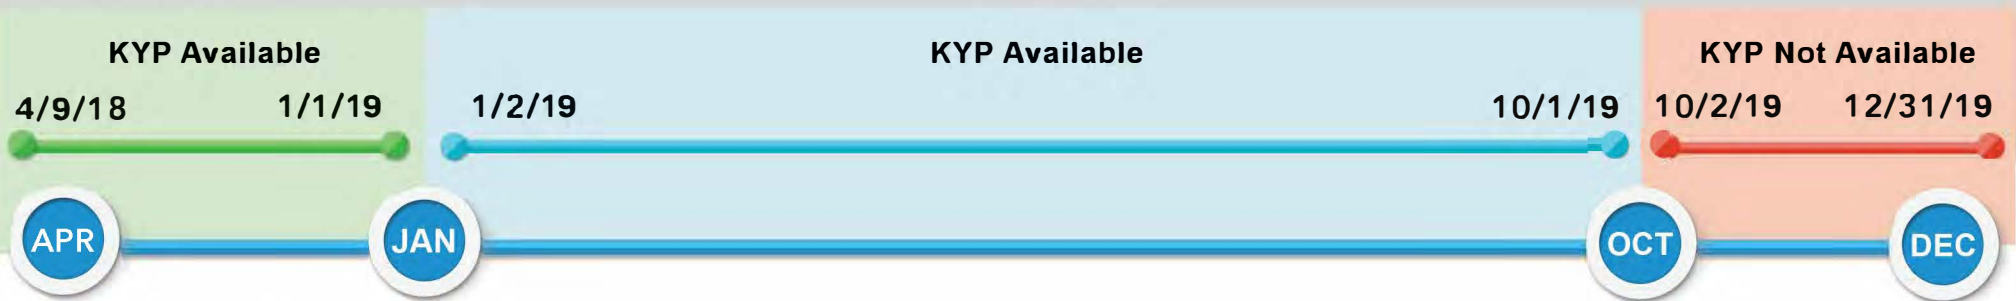 KYP Available
KYP Available
KYP Not Available
4/9/18
1/1/19
1/2/19
10/1/19
10/2/19
12/31/19
APR
JAN
OCT
DEC